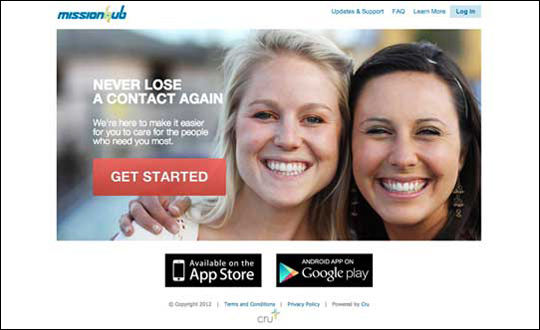 missionhub
Updates & Support FAQ Learn More Log In
NEVER LOSE
A CONTACT AGAIN
We're here to make it easier
for you to care for the people
who need you most.
GET STARTED
Available on the
App Store
ANDROID APP ON
Google play
© Copyright 2012 | Terms and Conditions | Privacy Policy | Powered by Cru
cru